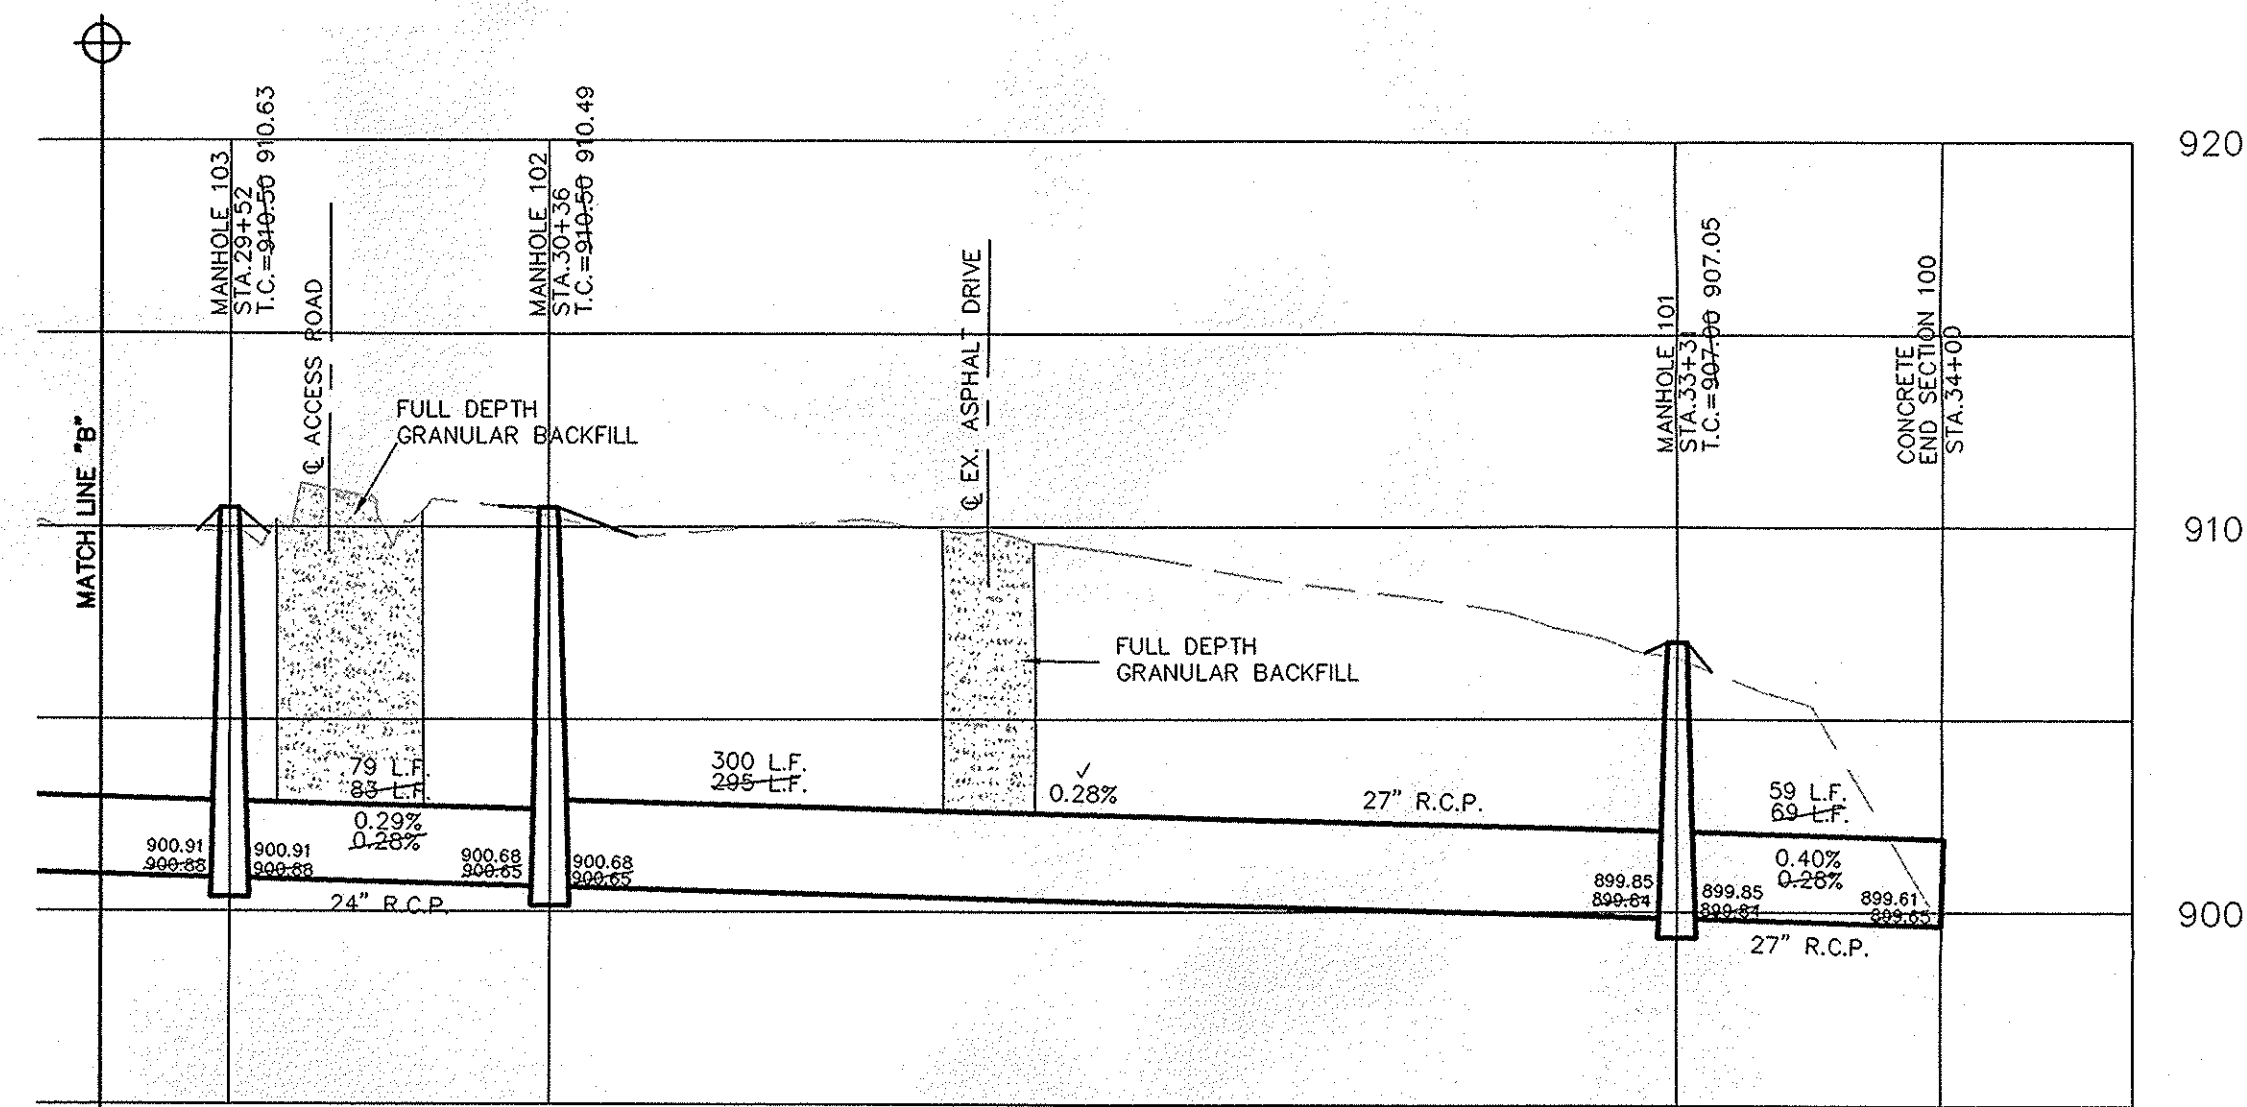 MATCH LINE "B"
MANHOLE 103
STA.29+52
T.C.=910.50 910.63
℄ ACCESS ROAD
FULL DEPTH
GRANULAR BACKFILL
MANHOLE 102
STA.30+36
T.C.=910.50 910.49
℄ EX. ASPHALT DRIVE
FULL DEPTH
GRANULAR BACKFILL
MANHOLE 101
STA.33+31
T.C.=907.00 907.05
CONCRETE
END SECTION 100
STA.34+00
920
910
900
79 L.F.
83 L.F.
0.29%
0.28%
900.91
900.88
900.91
900.88
24" R.C.P.
900.68
900.65
900.68
900.65
300 L.F.
295 L.F.
✓
0.28%
27" R.C.P.
899.85
899.84
899.85
899.84
59 L.F.
69 L.F.
0.40%
0.28%
899.61
899.65
27" R.C.P.